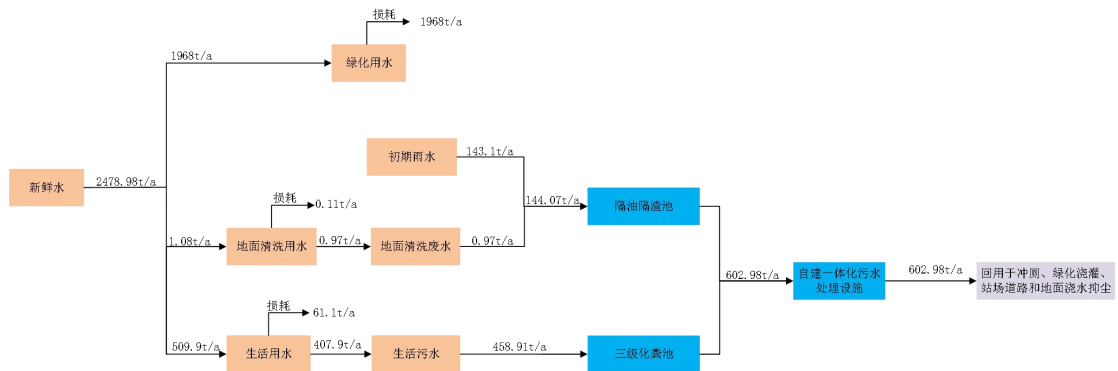 损耗
1968t/a
1968t/a
绿化用水
初期雨水
143.1t/a
新鲜水
2478.98t/a
损耗
0.11t/a
144.07t/a
隔油隔渣池
1.08t/a
地面清洗用水
0.97t/a
地面清洗废水
0.97t/a
602.98t/a
自建一体化污水
处理设施
602.98t/a
回用于冲厕、绿化浇灌、
站场道路和地面浇水抑尘
损耗
61.1t/a
509.9t/a
生活用水
407.9t/a
生活污水
458.91t/a
三级化粪池